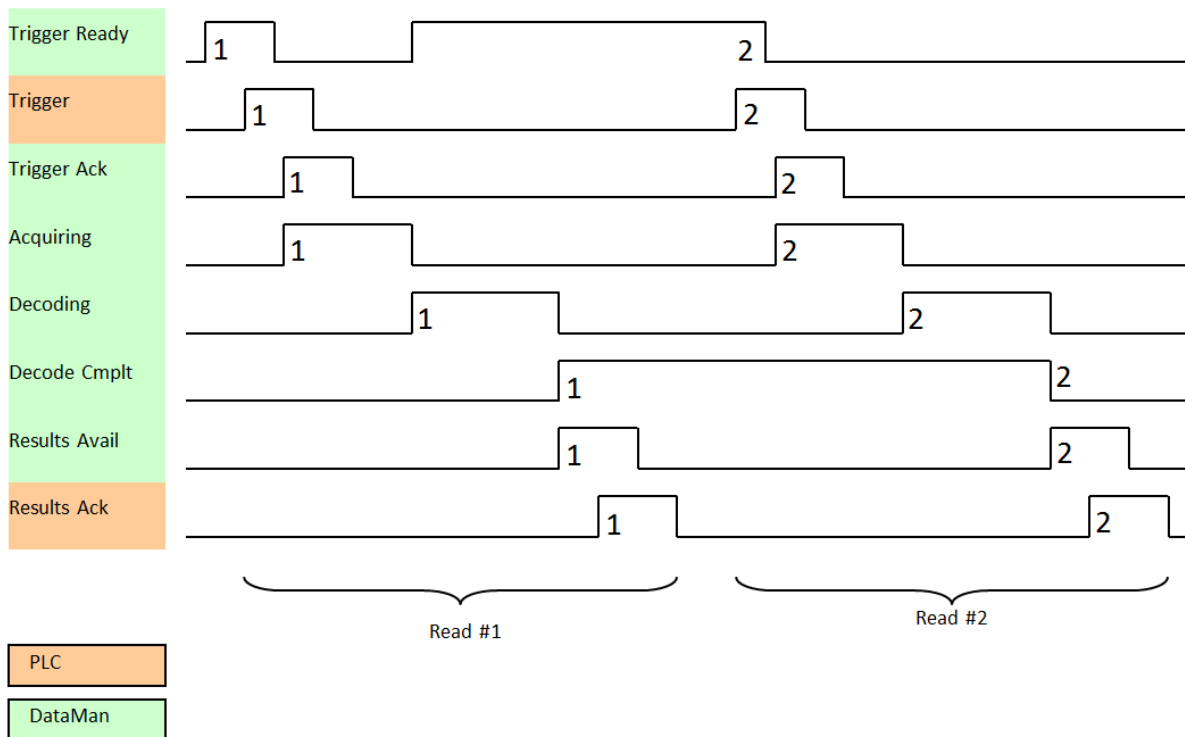 Trigger Ready
1
2
Trigger
1
2
Trigger Ack
1
2
Acquiring
1
2
Decoding
1
2
Decode Cmplt
1
2
Results Avail
1
2
Results Ack
1
2
Read #1
Read #2
PLC
DataMan